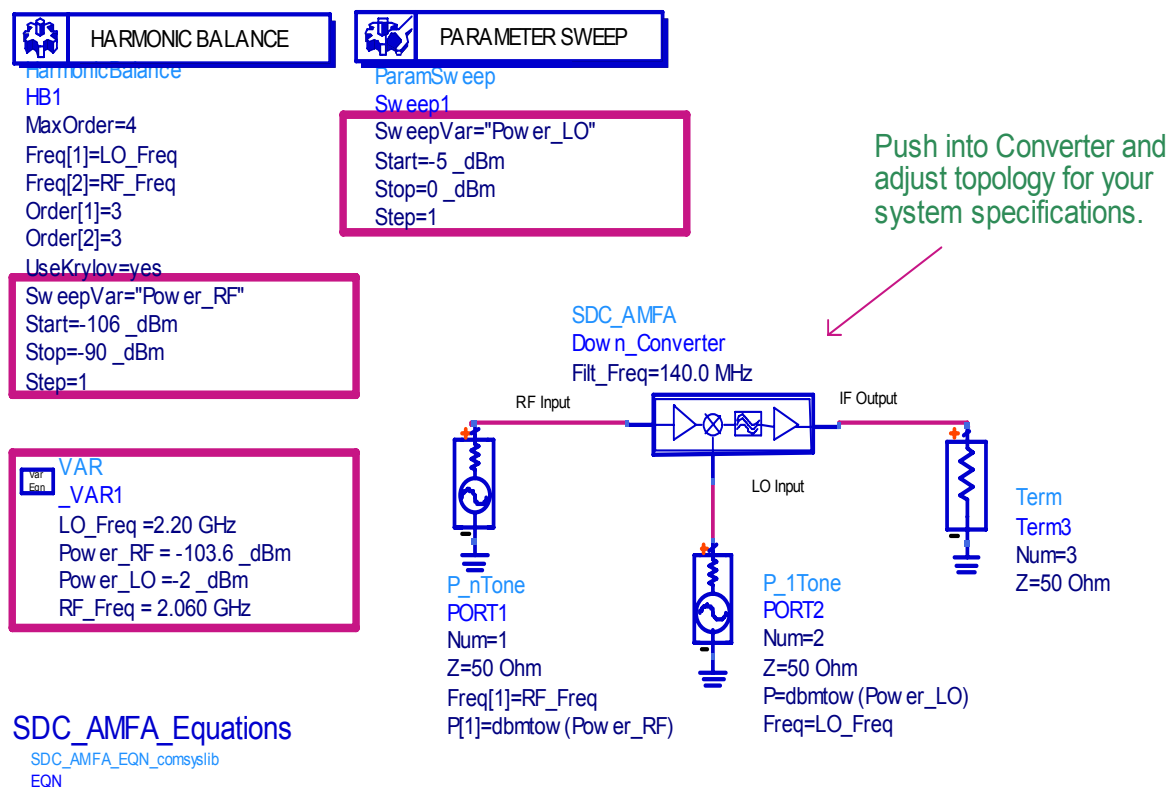 HARMONIC BALANCE
HarmonicBalance
HB1
MaxOrder=4
Freq[1]=LO_Freq
Freq[2]=RF_Freq
Order[1]=3
Order[2]=3
UseKrylov=yes
SweepVar="Power_RF"
Start=-106 _dBm
Stop=-90 _dBm
Step=1
PARAMETER SWEEP
ParamSweep
Sweep1
SweepVar="Power_LO"
Start=-5 _dBm
Stop=0 _dBm
Step=1
Push into Converter and
adjust topology for your
system specifications.
Var
Eqn
VAR
_VAR1
LO_Freq =2.20 GHz
Power_RF = -103.6 _dBm
Power_LO =-2 _dBm
RF_Freq = 2.060 GHz
SDC_AMFA
Down_Converter
Filt_Freq=140.0 MHz
RF Input
IF Output
LO Input
P_nTone
PORT1
Num=1
Z=50 Ohm
Freq[1]=RF_Freq
P[1]=dbmtow(Power_RF)
P_1Tone
PORT2
Num=2
Z=50 Ohm
P=dbmtow(Power_LO)
Freq=LO_Freq
Term
Term3
Num=3
Z=50 Ohm
SDC_AMFA_Equations
SDC_AMFA_EQN_comsyslib
EQN